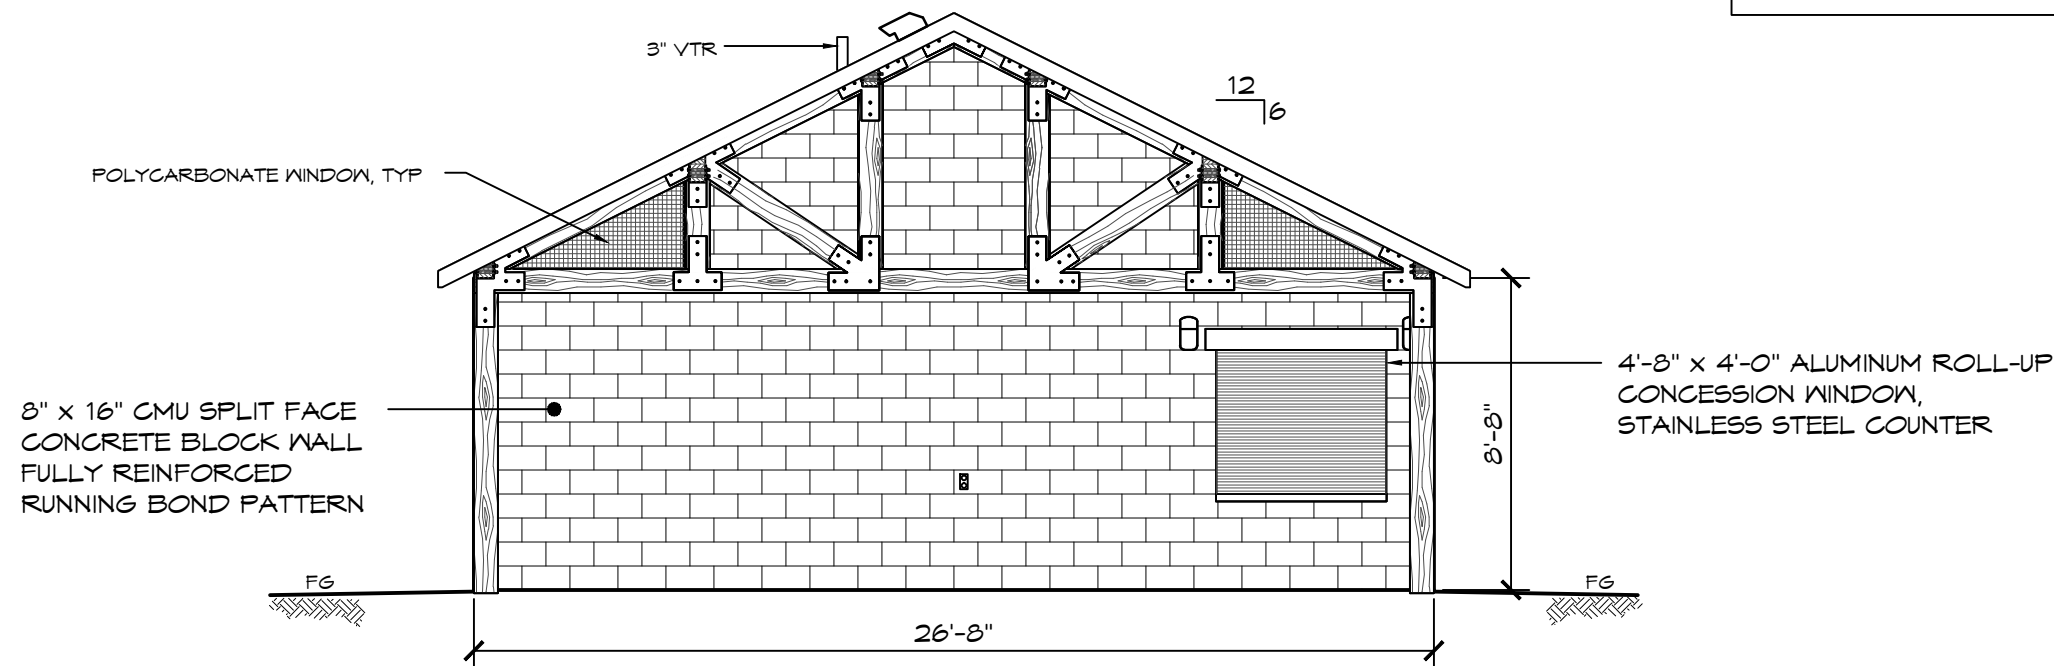 3" VTR
12
6
POLYCARBONATE WINDOW, TYP
4'-8" x 4'-0" ALUMINUM ROLL-UP
CONCESSION WINDOW,
STAINLESS STEEL COUNTER
8" x 16" CMU SPLIT FACE
CONCRETE BLOCK WALL
FULLY REINFORCED
RUNNING BOND PATTERN
8'-8"
FG
FG
26'-8"